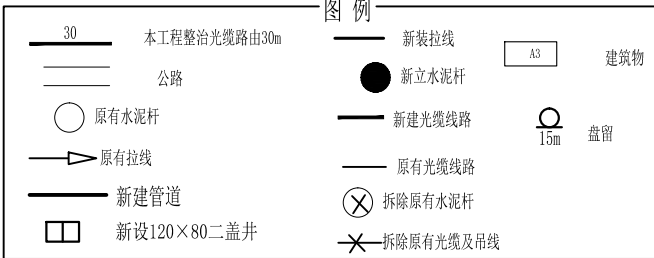 图 例
30
本工程整治光缆路由30m
公路
原有水泥杆
原有拉线
新建管道
新设120×80二盖井
新装拉线
新立水泥杆
新建光缆线路
原有光缆线路
拆除原有水泥杆
拆除原有光缆及吊线
A3
建筑物
15m
盘留